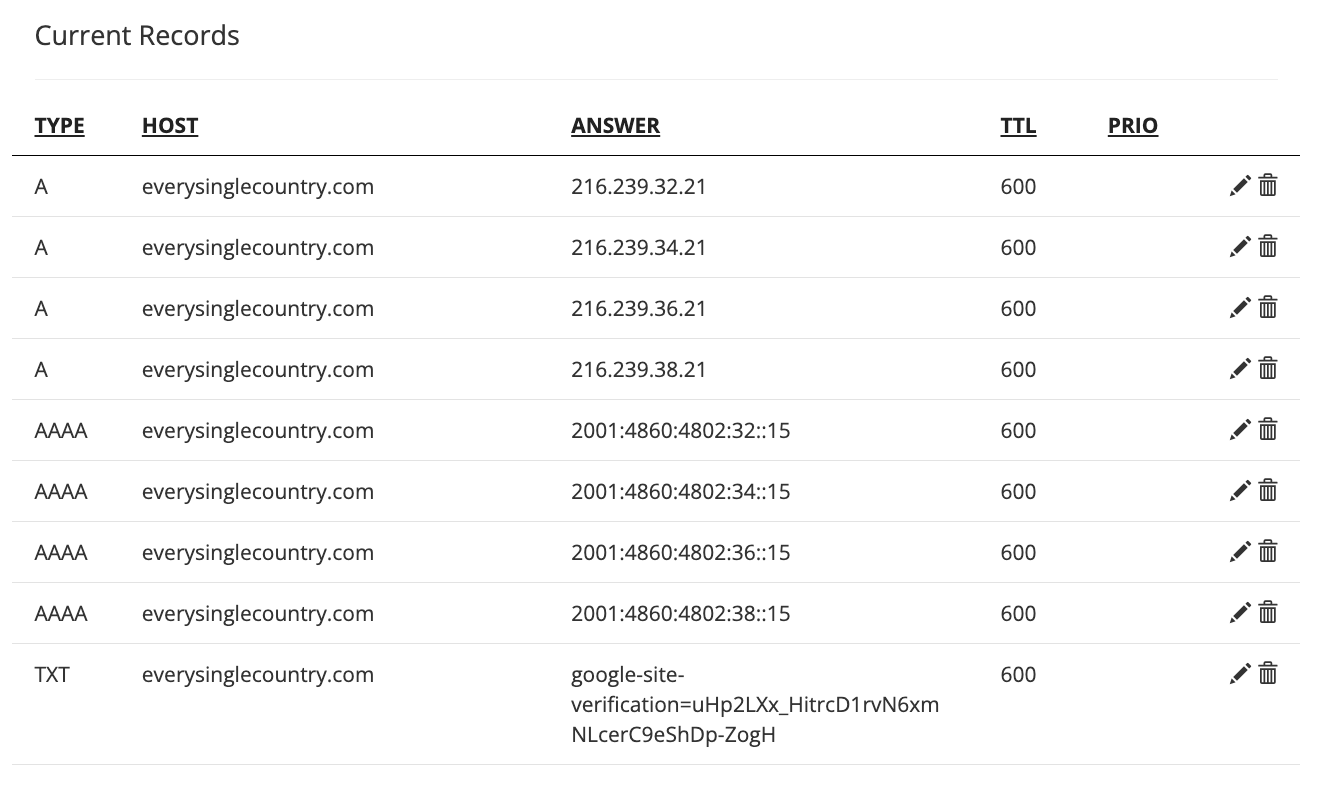 Current Records
TYPE HOST ANSWER TTL PRIO
A everysinglecountry.com 216.239.32.21 600
A everysinglecountry.com 216.239.34.21 600
A everysinglecountry.com 216.239.36.21 600
A everysinglecountry.com 216.239.38.21 600
AAAA everysinglecountry.com 2001:4860:4802:32::15 600
AAAA everysinglecountry.com 2001:4860:4802:34::15 600
AAAA everysinglecountry.com 2001:4860:4802:36::15 600
AAAA everysinglecountry.com 2001:4860:4802:38::15 600
TXT everysinglecountry.com google-site- 600
verification=uHp2LXx_HitrcD1rvN6xm
NLcerC9eShDp-ZogH